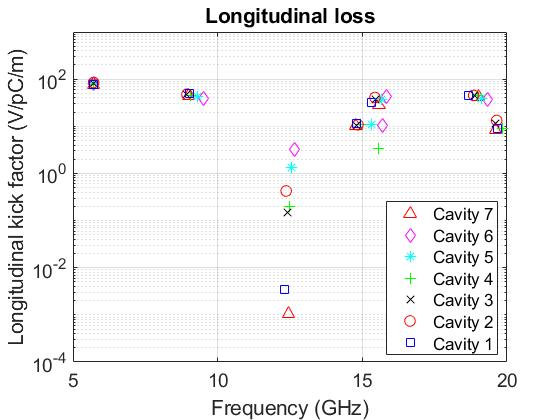 Longitudinal loss
Longitudinal kick factor (V/pC/m)
10^2
10^0
10^-2
10^-4
5
10
15
20
Frequency (GHz)
Cavity 7
Cavity 6
Cavity 5
Cavity 4
Cavity 3
Cavity 2
Cavity 1